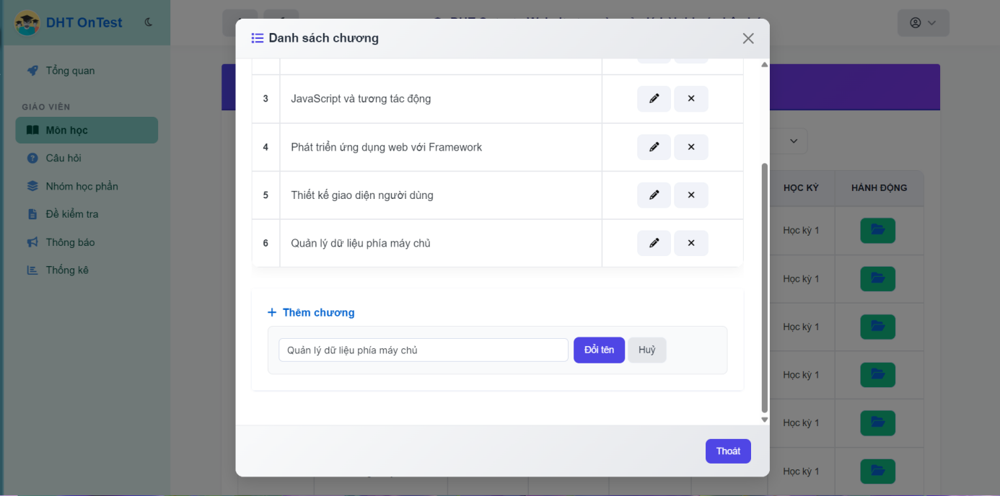 DHT OnTest
Tổng quan
GIÁO VIÊN
Môn học
Câu hỏi
Nhóm học phần
Đề kiểm tra
Thông báo
Thống kê
Danh sách chương
3 JavaScript và tương tác động
4 Phát triển ứng dụng web với Framework
5 Thiết kế giao diện người dùng
6 Quản lý dữ liệu phía máy chủ
+ Thêm chương
Quản lý dữ liệu phía máy chủ Đổi tên Huỷ
Thoát
HỌC KỲ HÀNH ĐỘNG
Học kỳ 1
Học kỳ 1
Học kỳ 1
Học kỳ 1
Học kỳ 1
Học kỳ 1